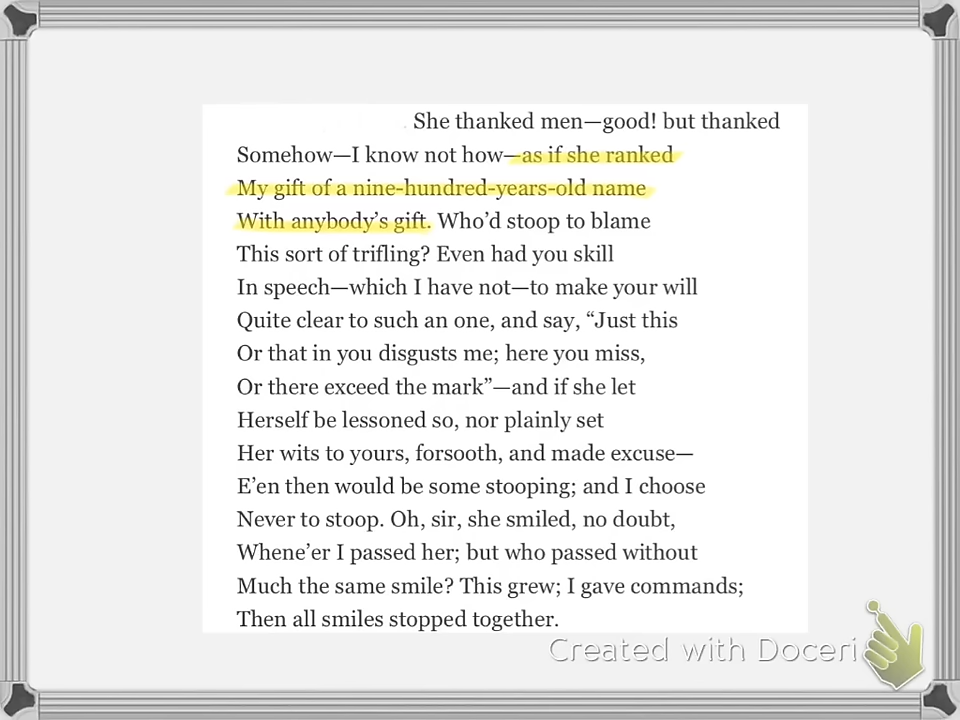 She thanked men—good! but thanked
Somehow—I know not how—as if she ranked
My gift of a nine-hundred-years-old name
With anybody’s gift. Who’d stoop to blame
This sort of trifling? Even had you skill
In speech—which I have not—to make your will
Quite clear to such an one, and say, “Just this
Or that in you disgusts me; here you miss,
Or there exceed the mark”—and if she let
Herself be lessoned so, nor plainly set
Her wits to yours, forsooth, and made excuse—
E’en then would be some stooping; and I choose
Never to stoop. Oh, sir, she smiled, no doubt,
Whene’er I passed her; but who passed without
Much the same smile? This grew; I gave commands;
Then all smiles stopped together.
Created with Doceri